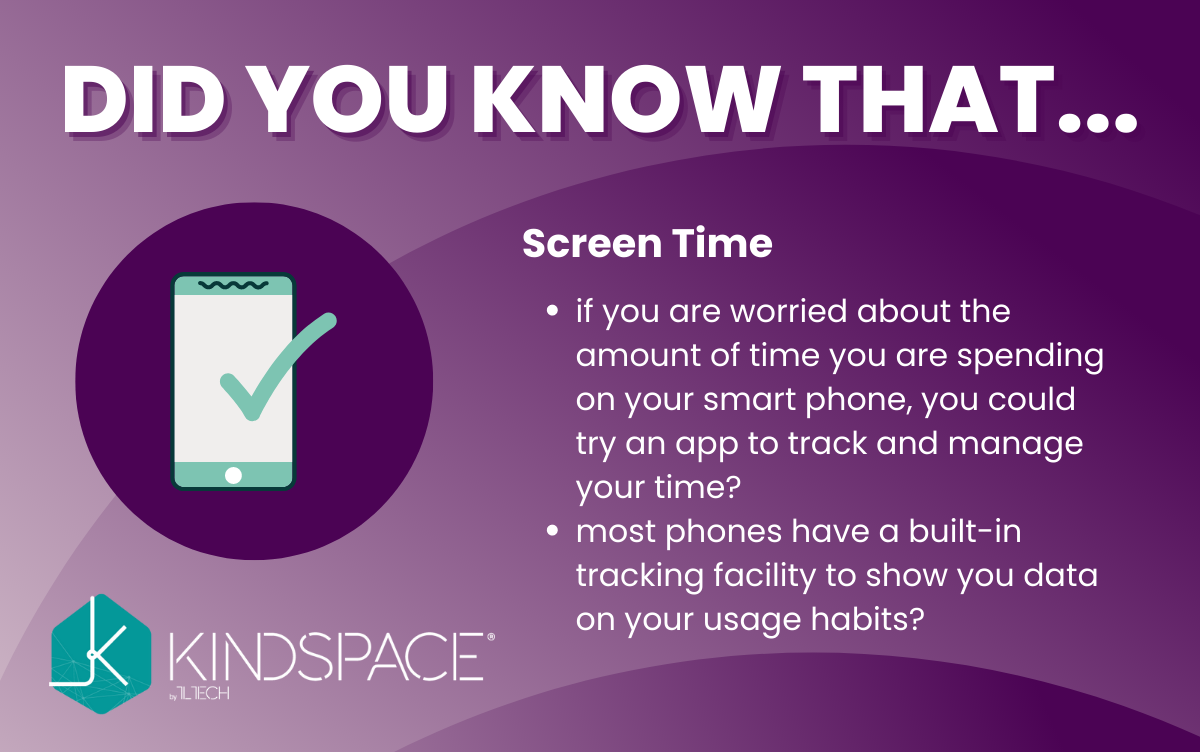 DID YOU KNOW THAT...
Screen Time
• if you are worried about the
amount of time you are spending
on your smart phone, you could
try an app to track and manage
your time?
• most phones have a built-in
tracking facility to show you data
on your usage habits?
KINDSPACE®
by 1LTECH